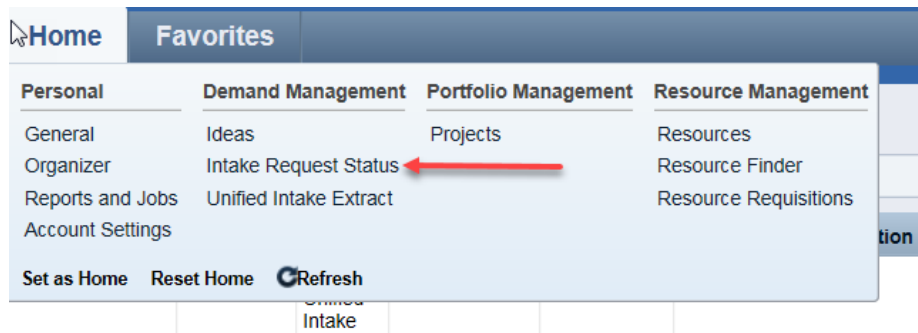 Home Favorites
Personal Demand Management Portfolio Management Resource Management
General Ideas Projects Resources
Organizer Intake Request Status Resource Finder
Reports and Jobs Unified Intake Extract Resource Requisitions
Account Settings
tion
Set as Home Reset Home Refresh
Intake